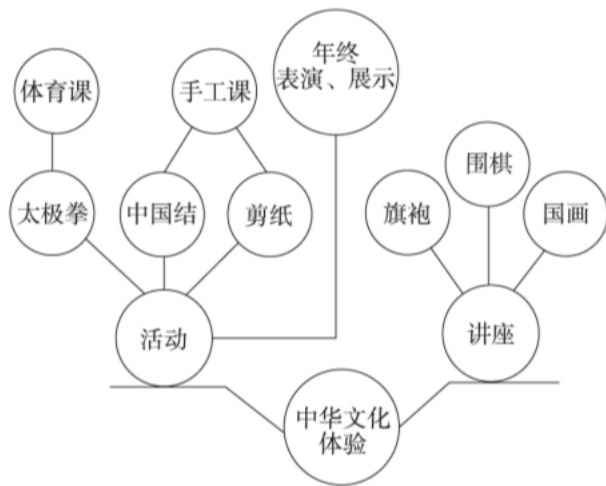 年终
表演、展示
体育课
手工课
围棋
太极拳
中国结
剪纸
旗袍
国画
活动
讲座
中华文化
体验